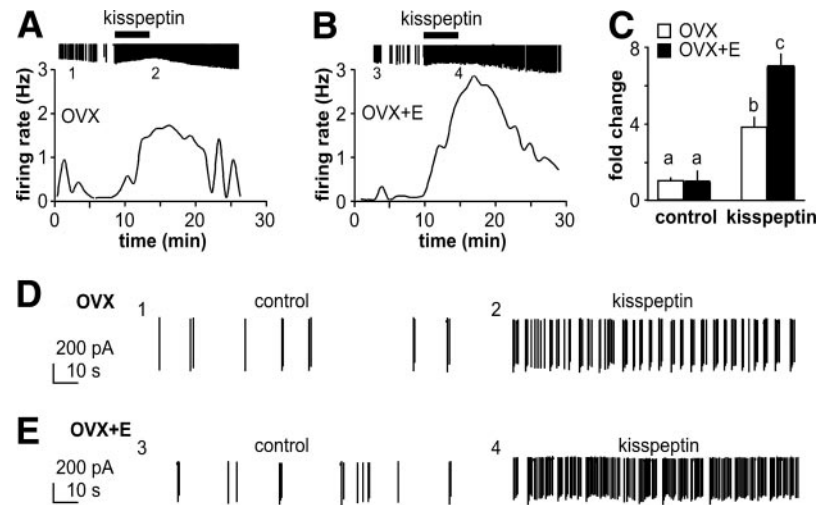 A
kisspeptin
1
2
3
2
1
0
firing rate (Hz)
OVX
0
10
20
30
time (min)
B
kisspeptin
3
4
3
2
1
0
firing rate (Hz)
OVX+E
0
10
20
30
time (min)
C
OVX
OVX+E
8
4
0
fold change
a
a
b
c
control
kisspeptin
D
OVX
1
control
2
kisspeptin
200 pA
10 s
E
OVX+E
3
control
4
kisspeptin
200 pA
10 s